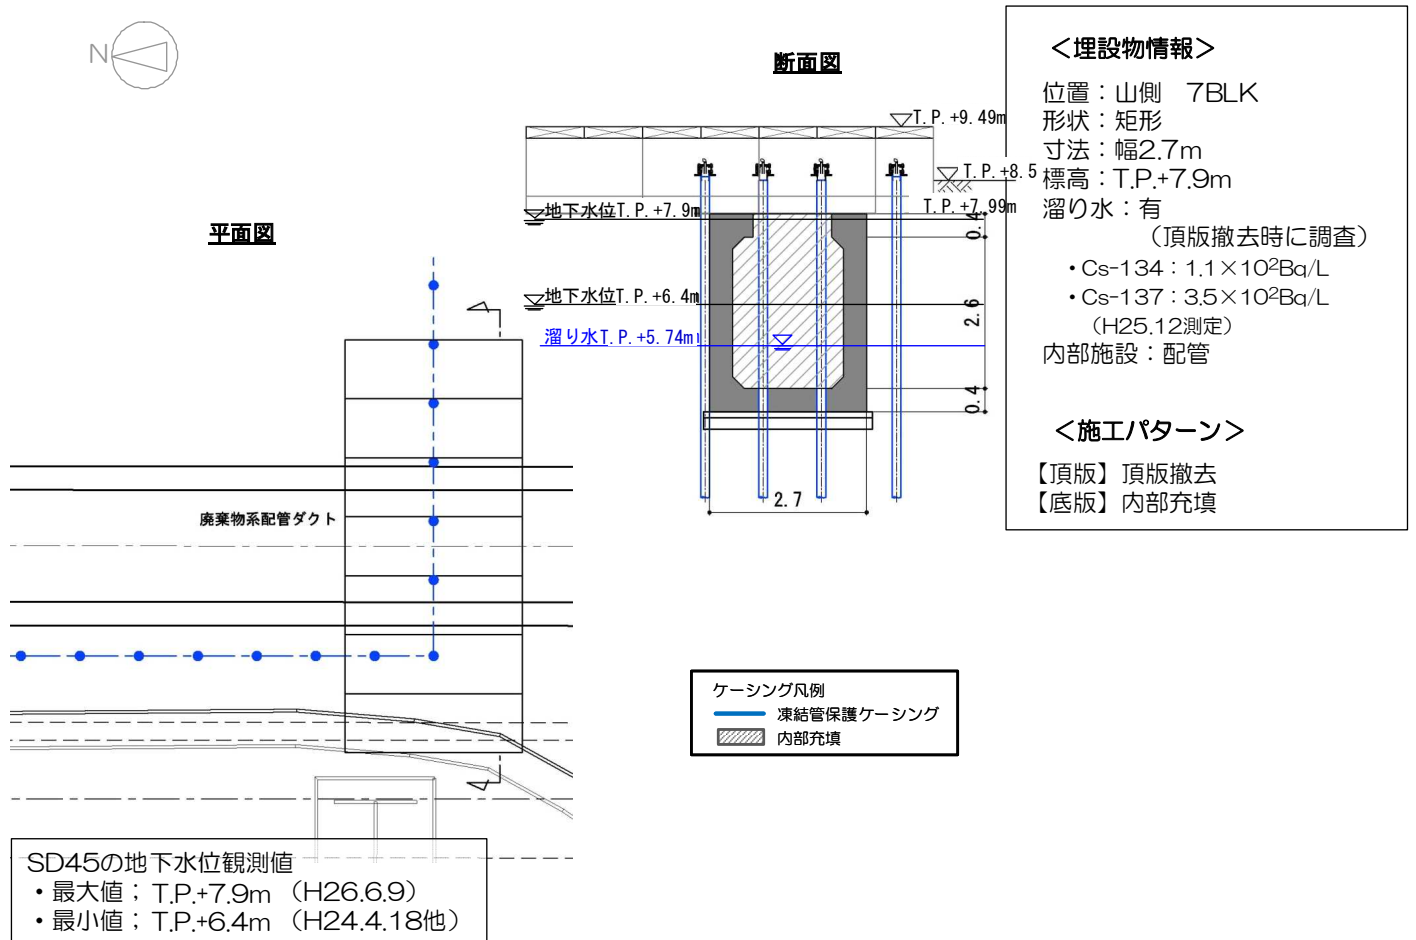 N
断面図
T.P.+9.49m
T.P.+8.5
T.P.+7.99m
地下水位T.P.+7.9m
地下水位T.P.+6.4m
溜り水T.P.+5.74m
0.4
2.6
0.4
2.7
平面図
廃棄物系配管ダクト
＜埋設物情報＞
位置：山側　7BLK
形状：矩形
寸法：幅2.7m
標高：T.P.+7.9m
溜り水：有
（頂版撤去時に調査）
・Cs-134：1.1×10²Bq/L
・Cs-137：3.5×10²Bq/L
（H25.12測定）
内部施設：配管
＜施工パターン＞
【頂版】頂版撤去
【底版】内部充填
ケーシング凡例
凍結管保護ケーシング
内部充填
SD45の地下水位観測値
・最大値；T.P.+7.9m（H26.6.9）
・最小値；T.P.+6.4m（H24.4.18他）